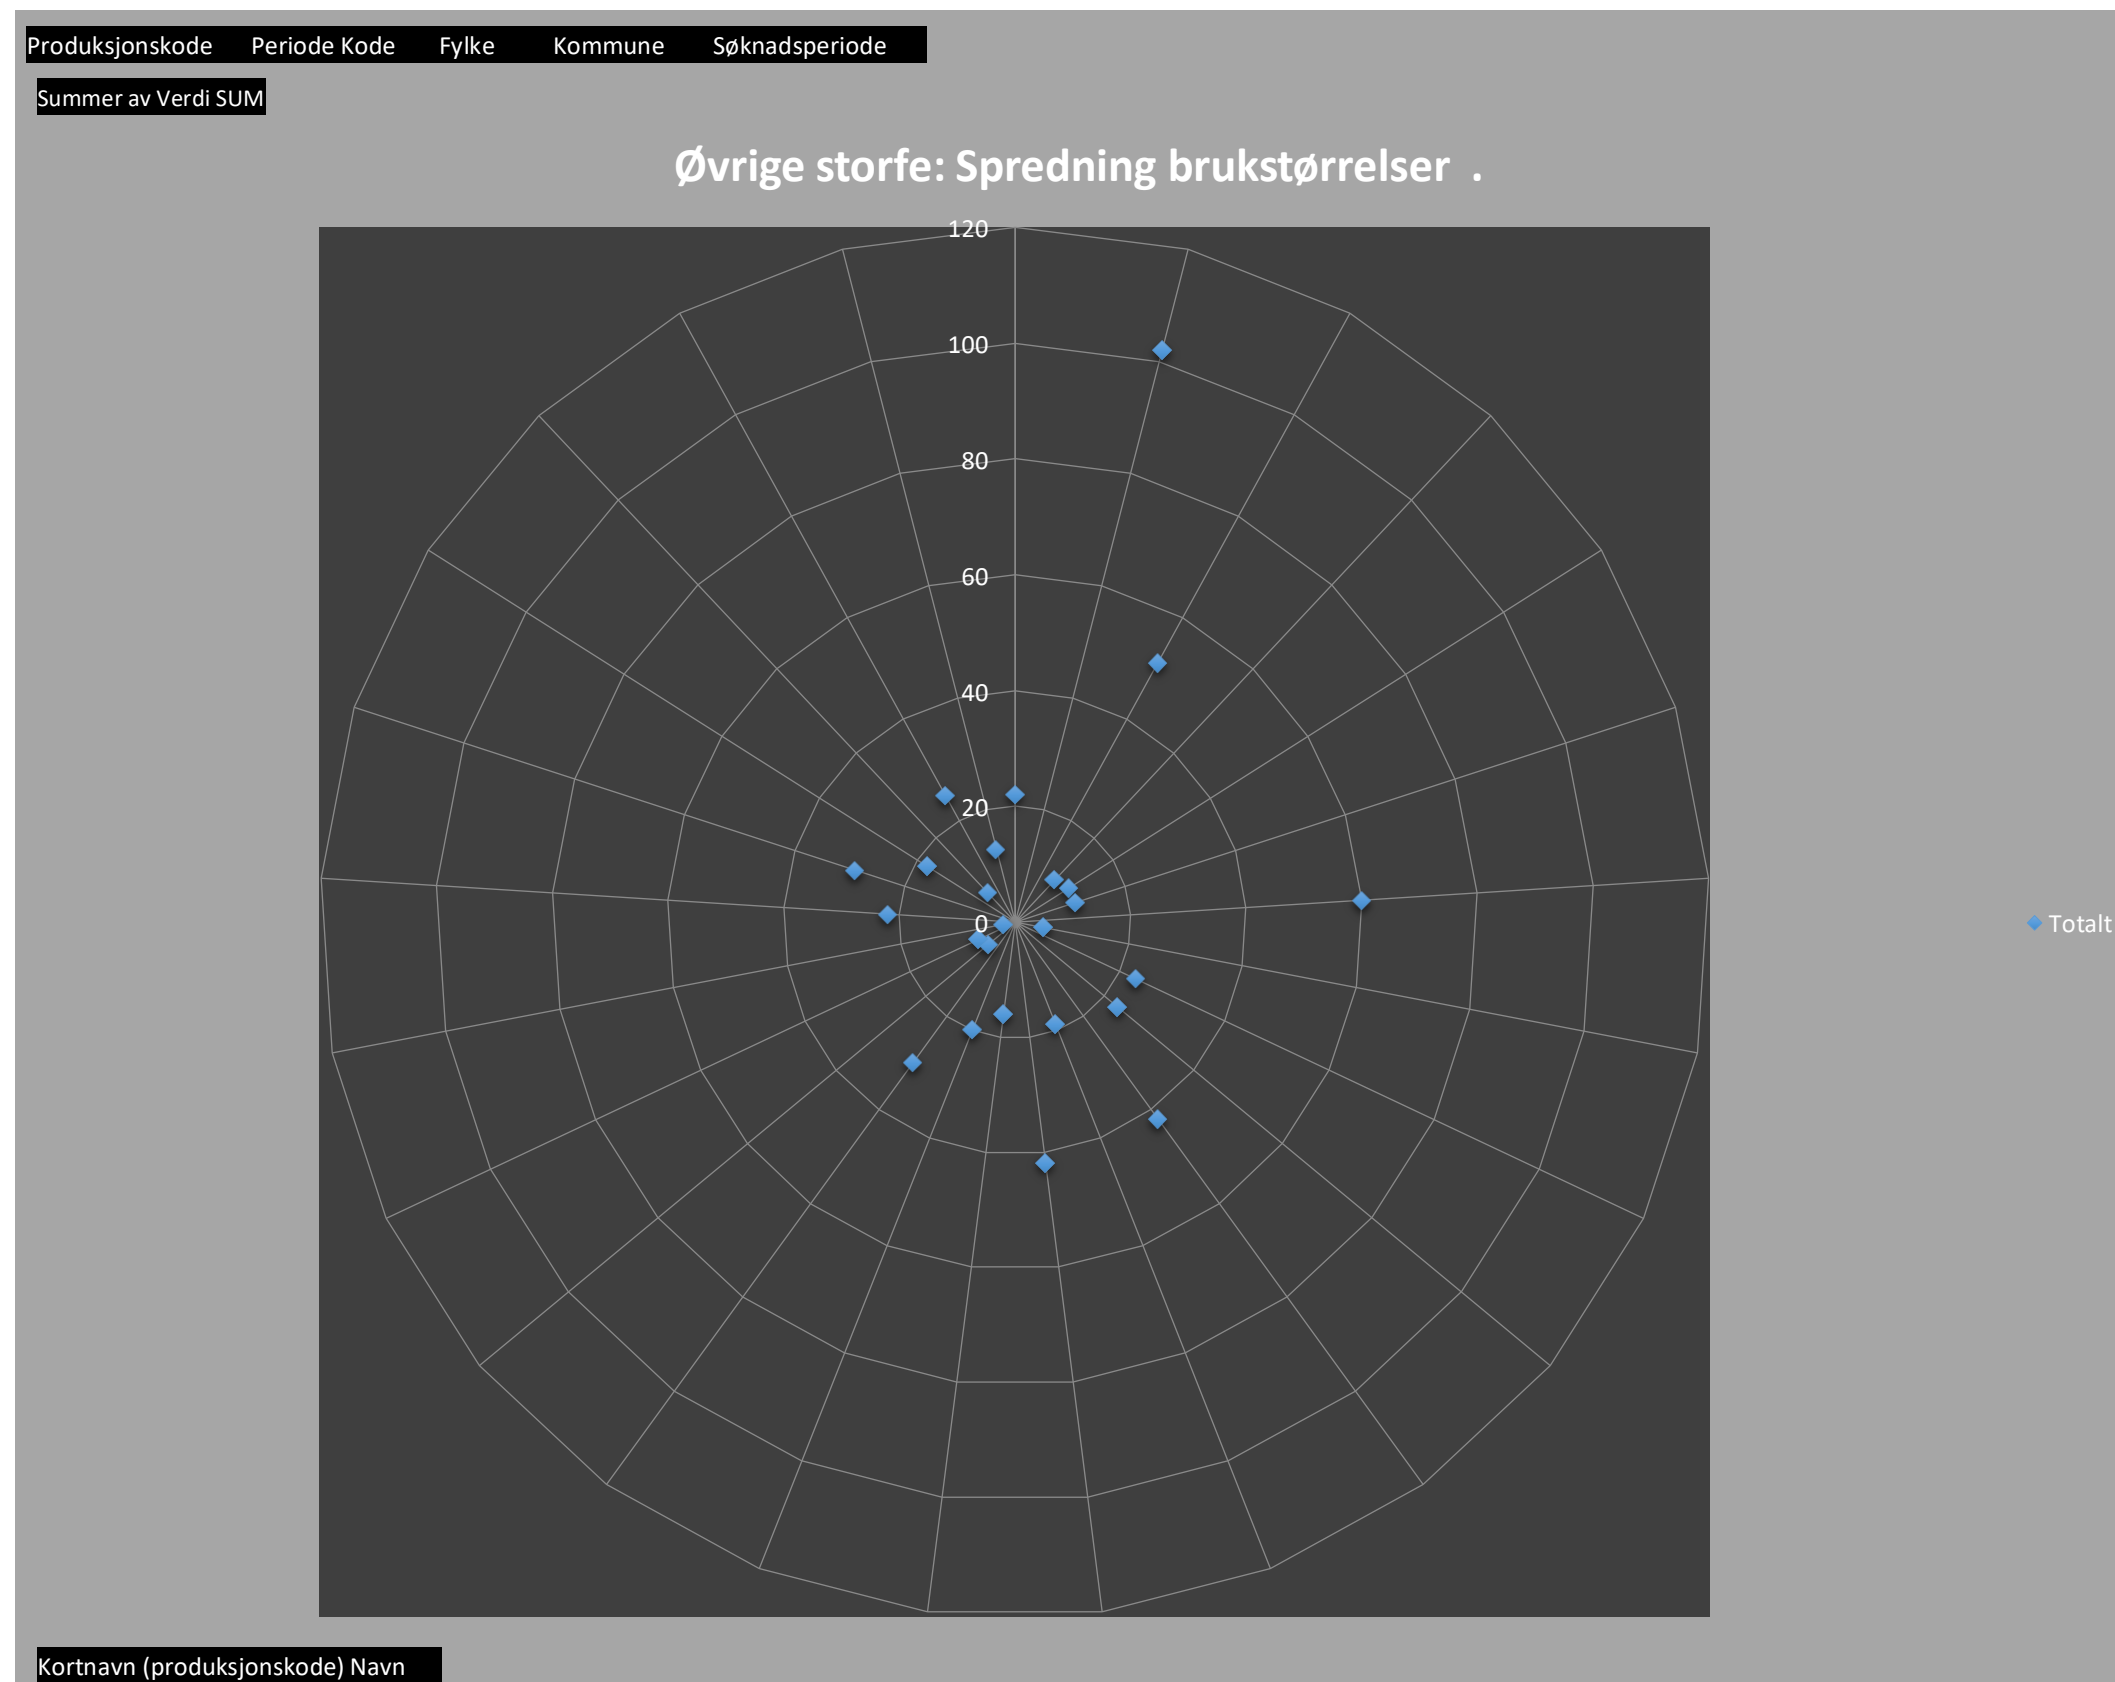 Produksjonskode Periode Kode Fylke Kommune Søknadsperiode
Summer av Verdi SUM
Øvrige storfe: Spredning brukstørrelser .
120
100
80
60
40
20
0
Totalt
Kortnavn (produksjonskode) Navn